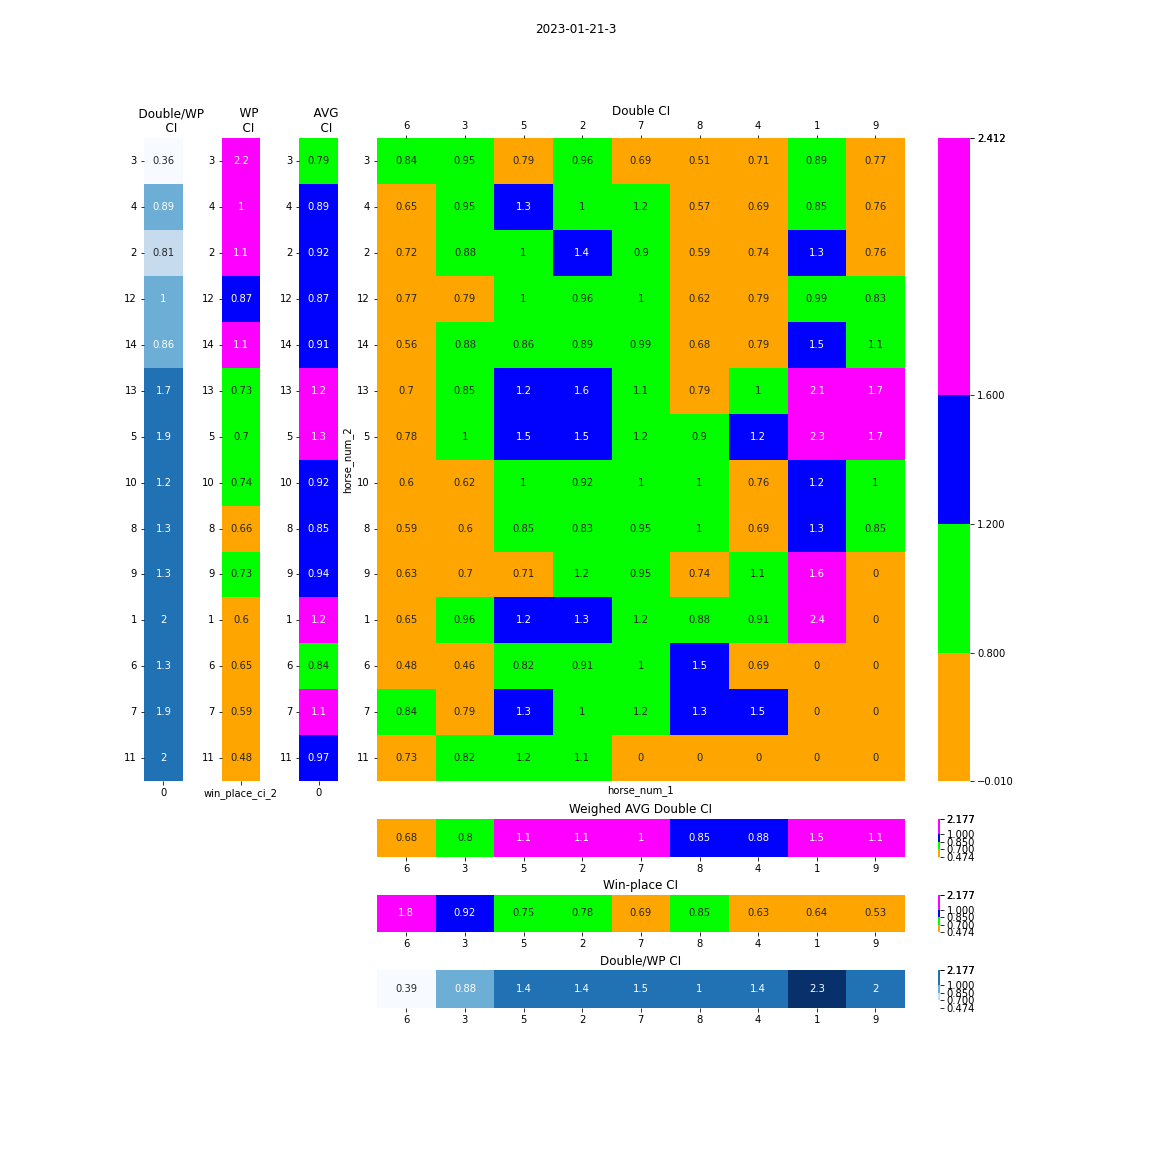 2023-01-21-3
Double/WP CI
WP CI
AVG CI
Double CI
6 3 5 2 7 8 4 1 9
3 0.36 3 2.2 3 0.79 3 0.84 0.95 0.79 0.96 0.69 0.51 0.71 0.89 0.77
4 0.89 4 1 4 0.89 4 0.65 0.95 1.3 1 1.2 0.57 0.69 0.85 0.76
2 0.81 2 1.1 2 0.92 2 0.72 0.88 1 1.4 0.9 0.59 0.74 1.3 0.76
12 1 12 0.87 12 0.87 12 0.77 0.79 1 0.96 1 0.62 0.79 0.99 0.83
14 0.86 14 1.1 14 0.91 14 0.56 0.88 0.86 0.89 0.99 0.68 0.79 1.5 1.1
13 1.7 13 0.73 13 1.2 13 0.7 0.85 1.2 1.6 1.1 0.79 1 2.1 1.7
5 1.9 5 0.7 5 1.3 5 0.78 1 1.5 1.5 1.2 0.9 1.2 2.3 1.7
10 1.2 10 0.74 10 0.92 10 0.6 0.62 1 0.92 1 1 0.76 1.2 1
8 1.3 8 0.66 8 0.85 8 0.59 0.6 0.85 0.83 0.95 1 0.69 1.3 0.85
9 1.3 9 0.73 9 0.94 9 0.63 0.7 0.71 1.2 0.95 0.74 1.1 1.6 0
1 2 1 0.6 1 1.2 1 0.65 0.96 1.2 1.3 1.2 0.88 0.91 2.4 0
6 1.3 6 0.65 6 0.84 6 0.48 0.46 0.82 0.91 1 1.5 0.69 0 0
7 1.9 7 0.59 7 1.1 7 0.84 0.79 1.3 1 1.2 1.3 1.5 0 0
11 2 11 0.48 11 0.97 11 0.73 0.82 1.2 1.1 0 0 0 0 0
horse_num_2
0 win_place_ci_2 0 horse_num_1
2.412
1.600
1.200
0.800
−0.010
Weighed AVG Double CI
0.68 0.8 1.1 1.1 1 0.85 0.88 1.5 1.1
6 3 5 2 7 8 4 1 9
2.177
1.000
0.850
0.700
0.474
Win-place CI
1.8 0.92 0.75 0.78 0.69 0.85 0.63 0.64 0.53
6 3 5 2 7 8 4 1 9
2.177
1.000
0.850
0.700
0.474
Double/WP CI
0.39 0.88 1.4 1.4 1.5 1 1.4 2.3 2
6 3 5 2 7 8 4 1 9
2.177
1.000
0.850
0.700
0.474